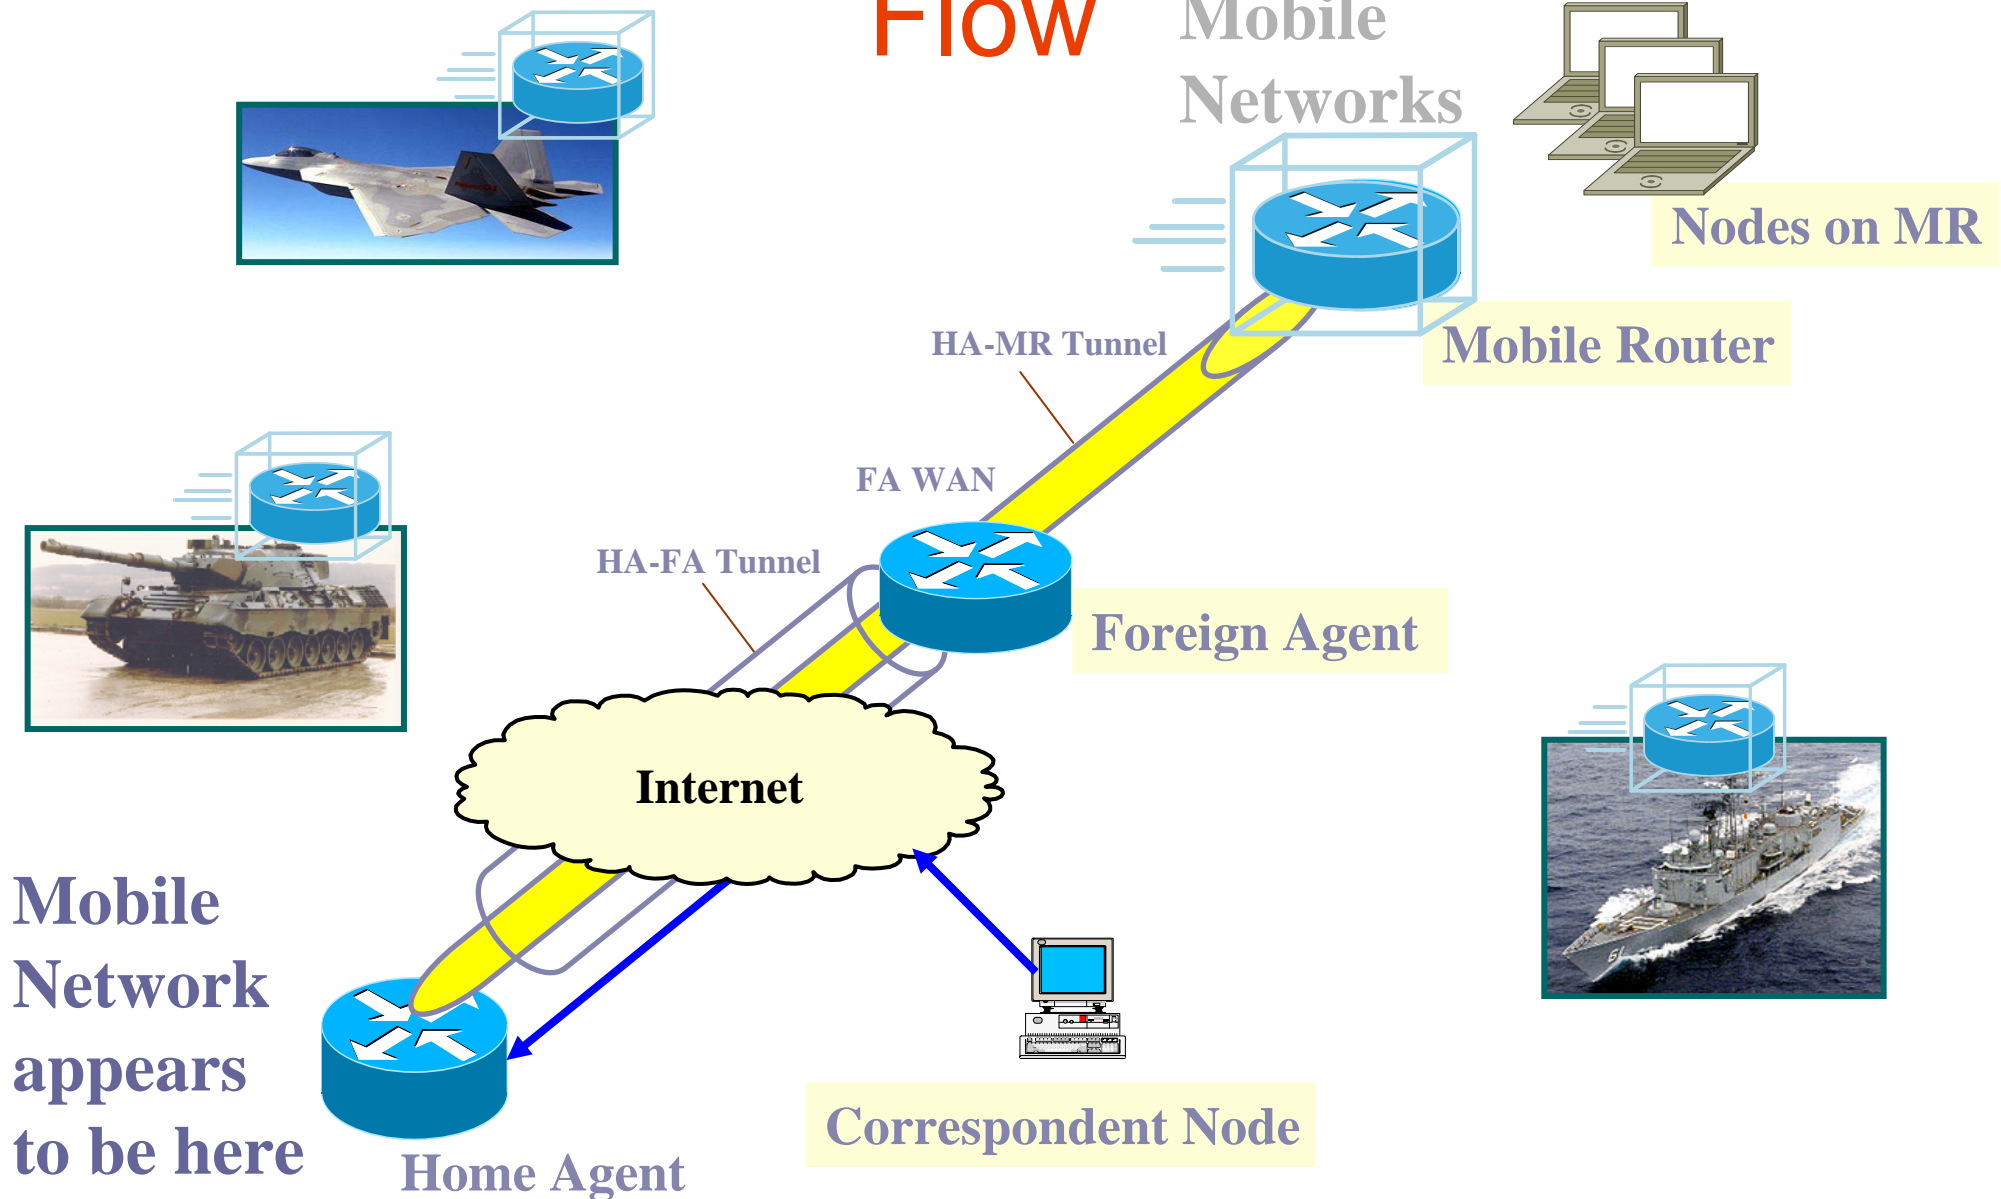 Flow
Mobile
Networks
Nodes on MR
HA-MR Tunnel
Mobile Router
FA WAN
HA-FA Tunnel
Foreign Agent
Internet
Mobile
Network
appears
to be here
61
Correspondent Node
Home Agent